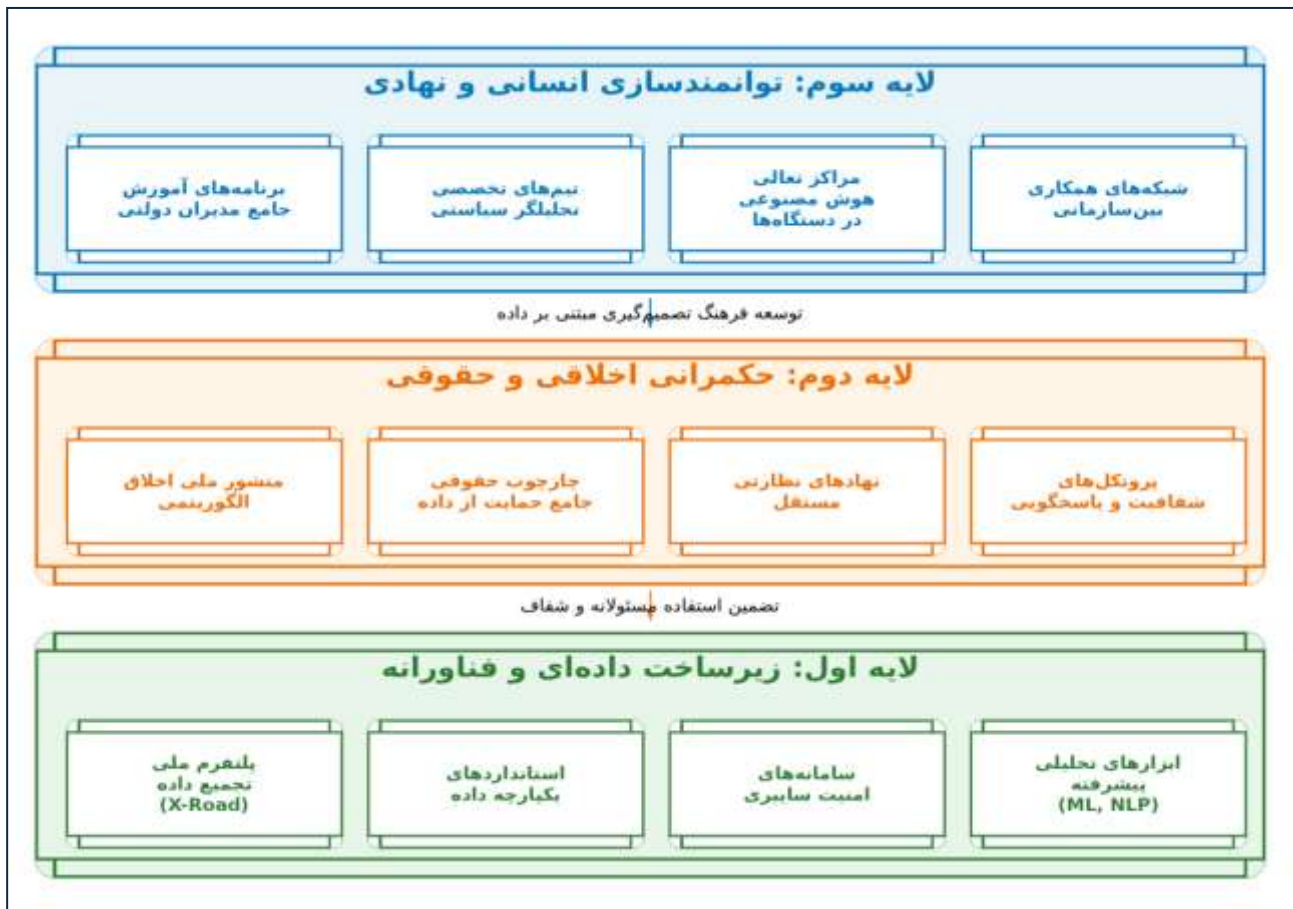 لایه سوم: توانمندسازی انسانی و نهادی
شبکه‌های همکاری
بین‌سازمانی
مراکز تعالی
هوش مصنوعی
در دستگاه‌ها
تیم‌های تخصصی
تحلیلگر سیاستی
برنامه‌های آموزش
جامع مدیران دولتی
توسعه فرهنگ تصمیم‌گیری مبتنی بر داده
لایه دوم: حکمرانی اخلاقی و حقوقی
پروتکل‌های
شفافیت و پاسخگویی
نهادهای نظارتی
مستقل
چارچوب حقوقی
جامع حمایت از داده
منشور ملی اخلاق
الگوریتمی
تضمین استفاده مسئولانه و شفاف
لایه اول: زیرساخت داده‌ای و فناورانه
ابزارهای تحلیلی
پیشرفته
(ML, NLP)
سامانه‌های
امنیت سایبری
استانداردهای
یکپارچه داده
پلتفرم ملی
تجمیع داده
(X-Road)